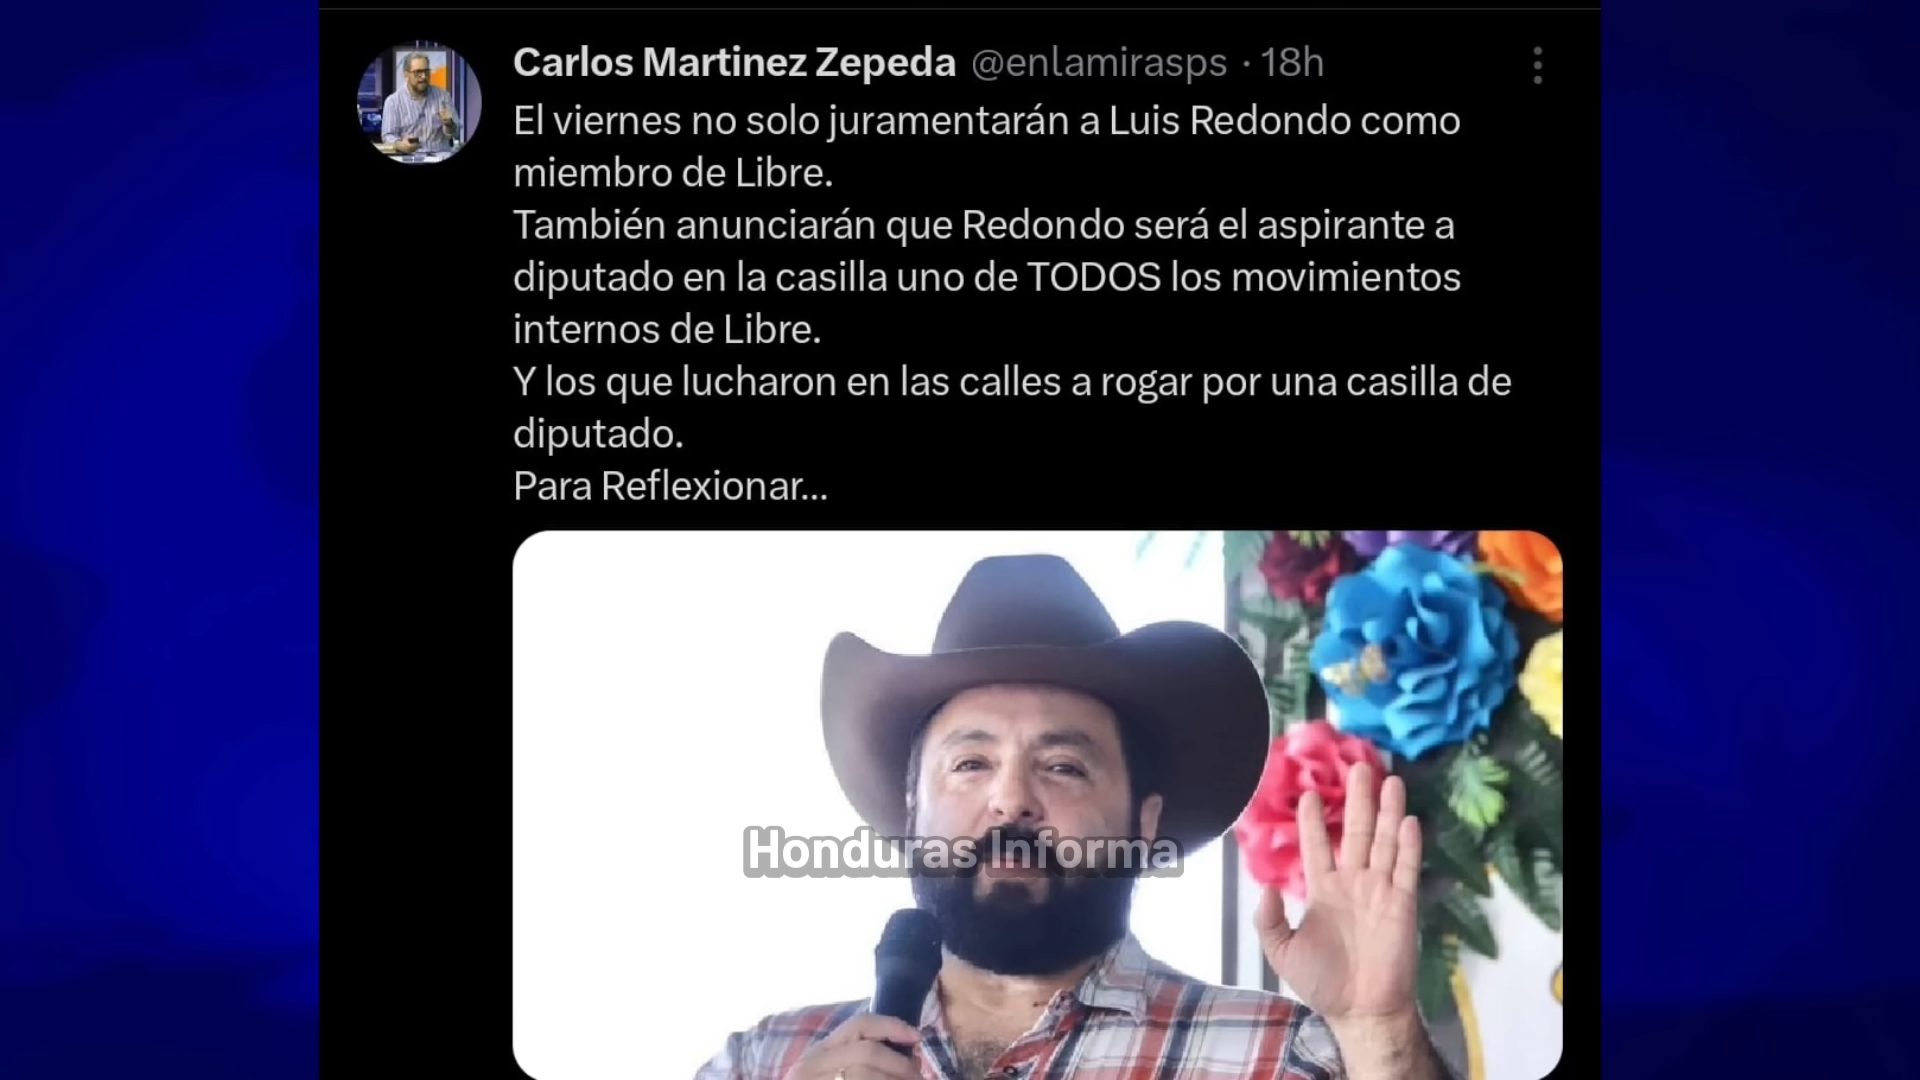 Carlos Martinez Zepeda @enlamirasps · 18h
El viernes no solo juramentarán a Luis Redondo como
miembro de Libre.
También anunciarán que Redondo será el aspirante a
diputado en la casilla uno de TODOS los movimientos
internos de Libre.
Y los que lucharon en las calles a rogar por una casilla de
diputado.
Para Reflexionar...
Honduras Informa